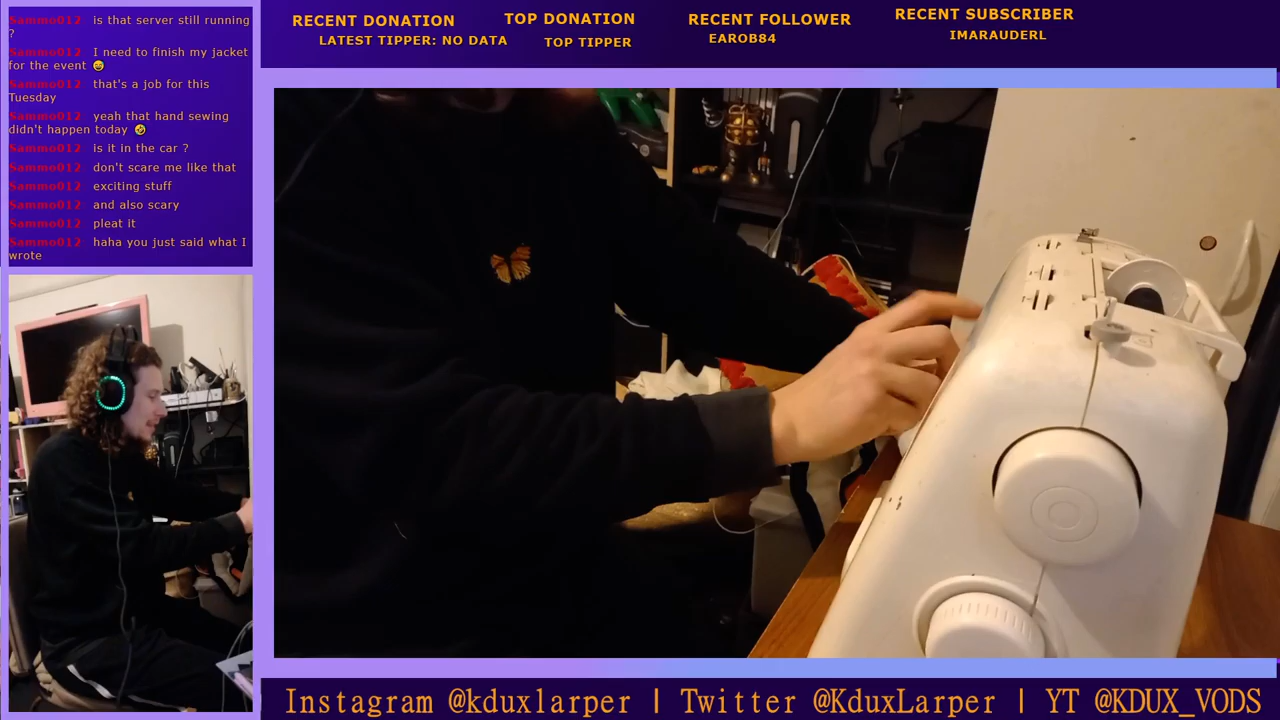 Sammo012 is that server still running
?
Sammo012 I need to finish my jacket
for the event 😅
Sammo012 that's a job for this
Tuesday
Sammo012 yeah that hand sewing
didn't happen today 🤣
Sammo012 is it in the car ?
Sammo012 don't scare me like that
Sammo012 exciting stuff
Sammo012 and also scary
Sammo012 pleat it
Sammo012 haha you just said what I
wrote
RECENT DONATION
LATEST TIPPER: NO DATA
TOP DONATION
TOP TIPPER
RECENT FOLLOWER
EAROB84
RECENT SUBSCRIBER
IMARAUDERL
Instagram @kduxlarper | Twitter @KduxLarper | YT @KDUX_VODS